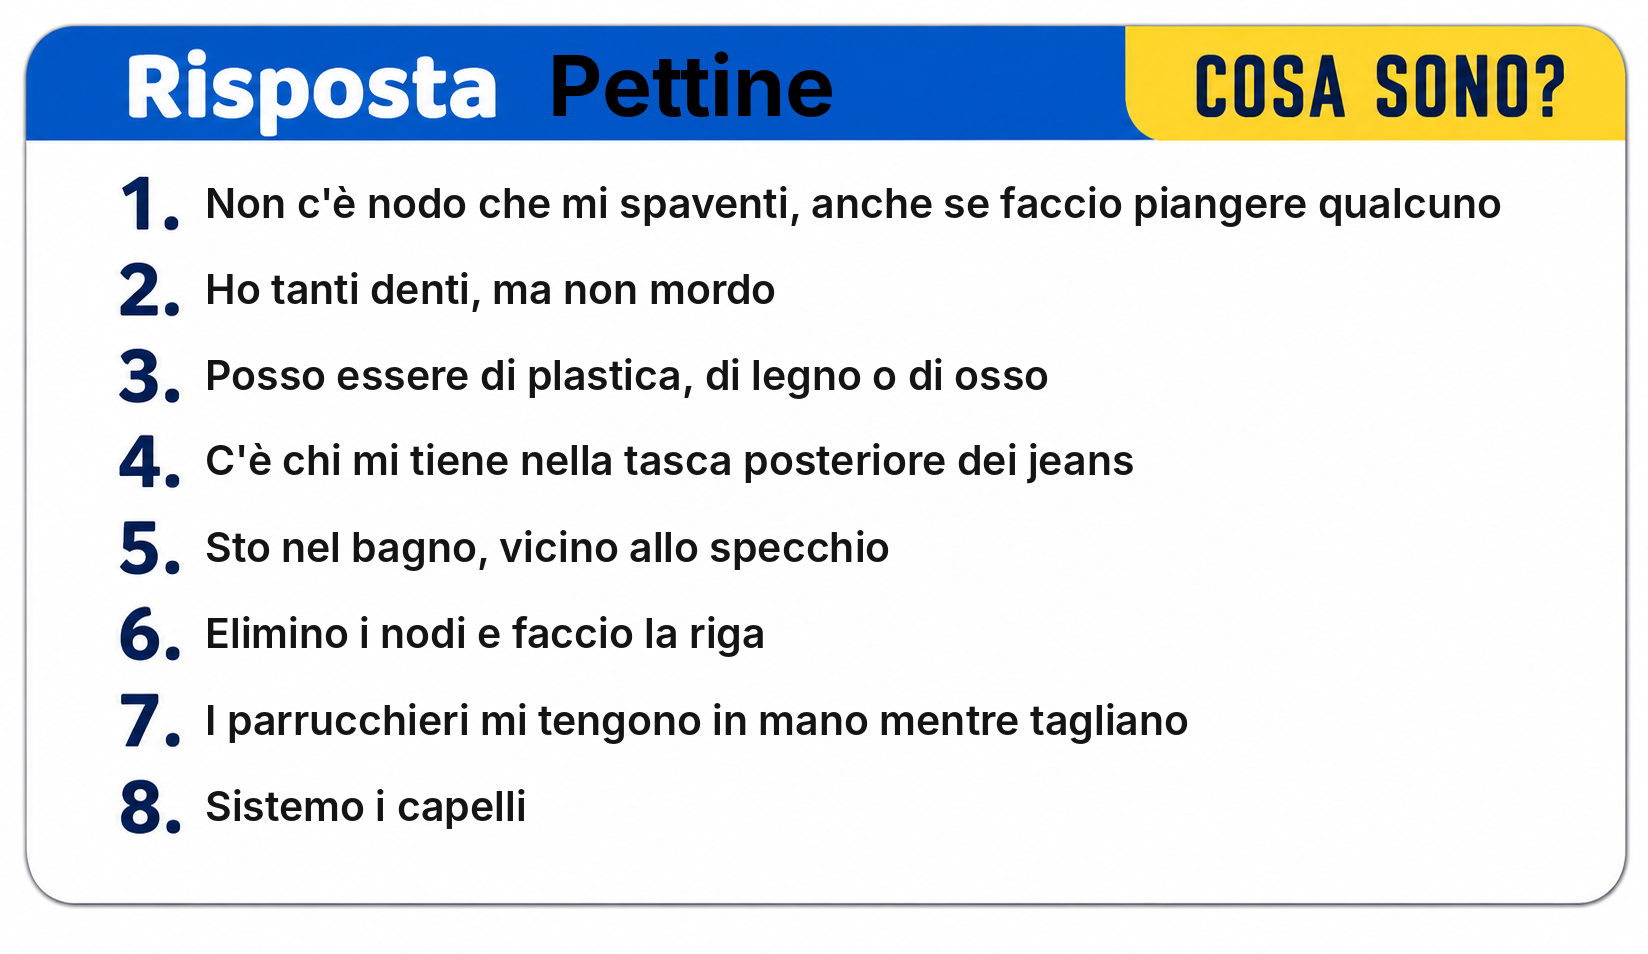 Risposta Pettine COSA SONO?
1. Non c'è nodo che mi spaventi, anche se faccio piangere qualcuno
2. Ho tanti denti, ma non mordo
3. Posso essere di plastica, di legno o di osso
4. C'è chi mi tiene nella tasca posteriore dei jeans
5. Sto nel bagno, vicino allo specchio
6. Elimino i nodi e faccio la riga
7. I parrucchieri mi tengono in mano mentre tagliano
8. Sistemo i capelli